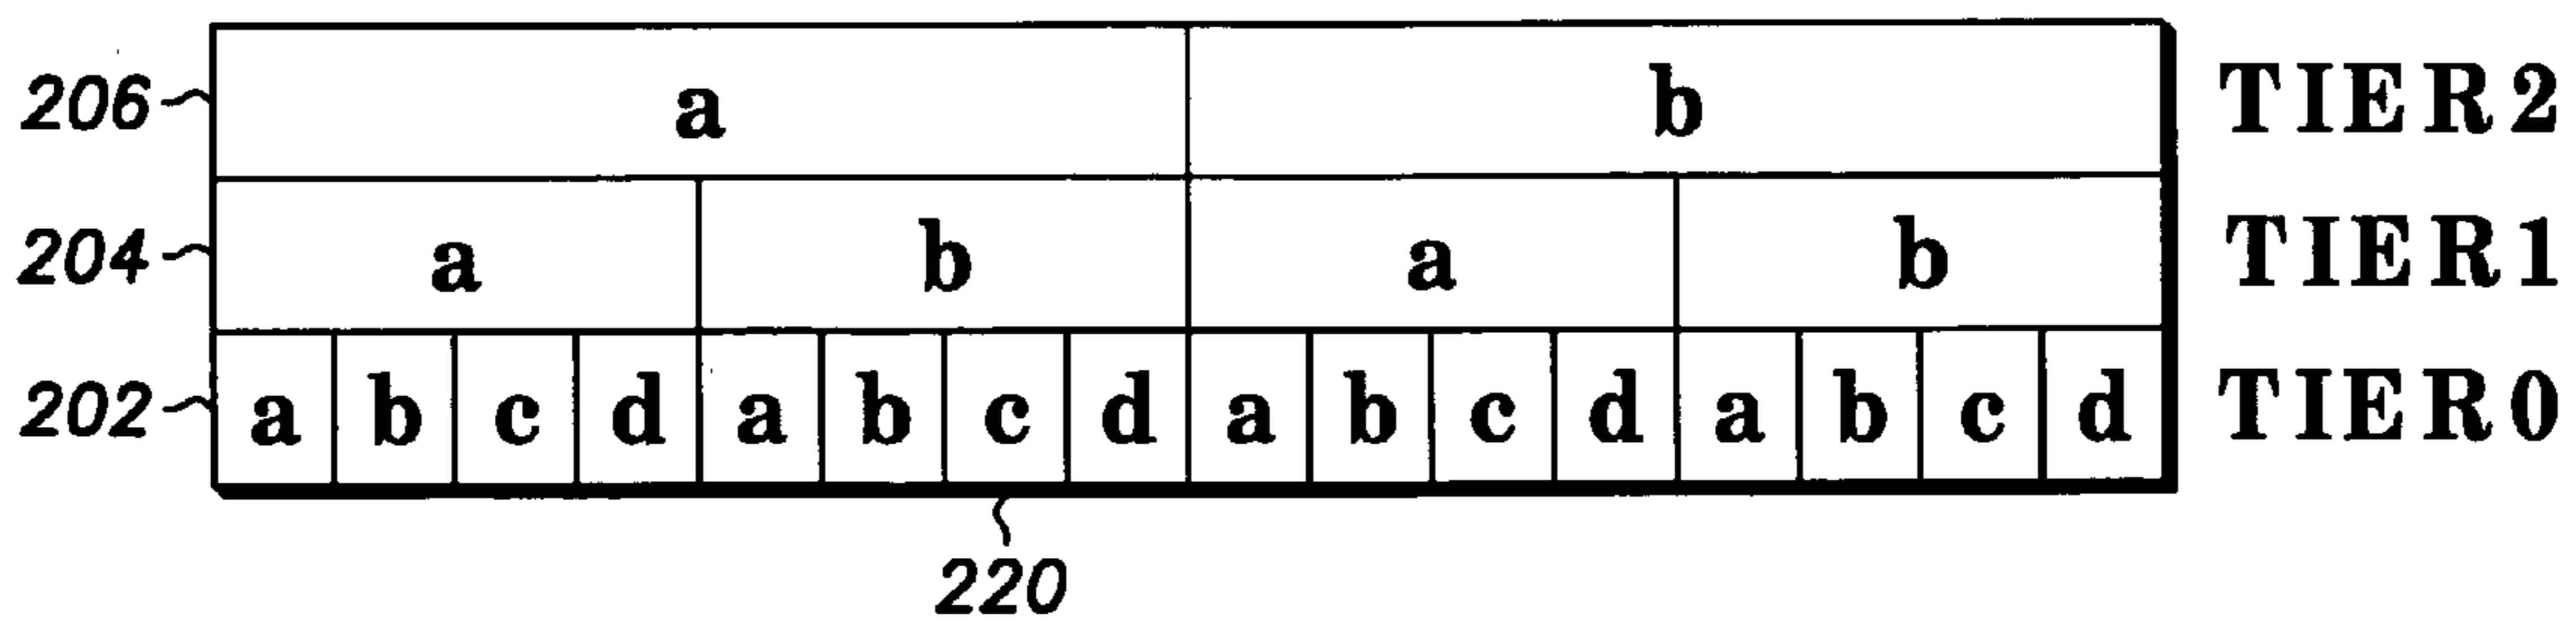 206 a b TIER2
204 a b a b TIER1
202 a b c d a b c d a b c d a b c d TIER0
220